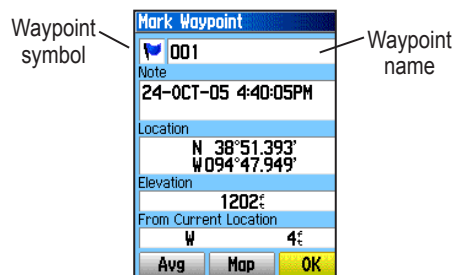 Mark Waypoint
Waypoint
symbol
001
Waypoint
name
Note
24-OCT-05 4:40:05PM
Location
N 38°51.393'
W094°47.949'
Elevation
1202ft
From Current Location
W 4ft
Avg Map OK